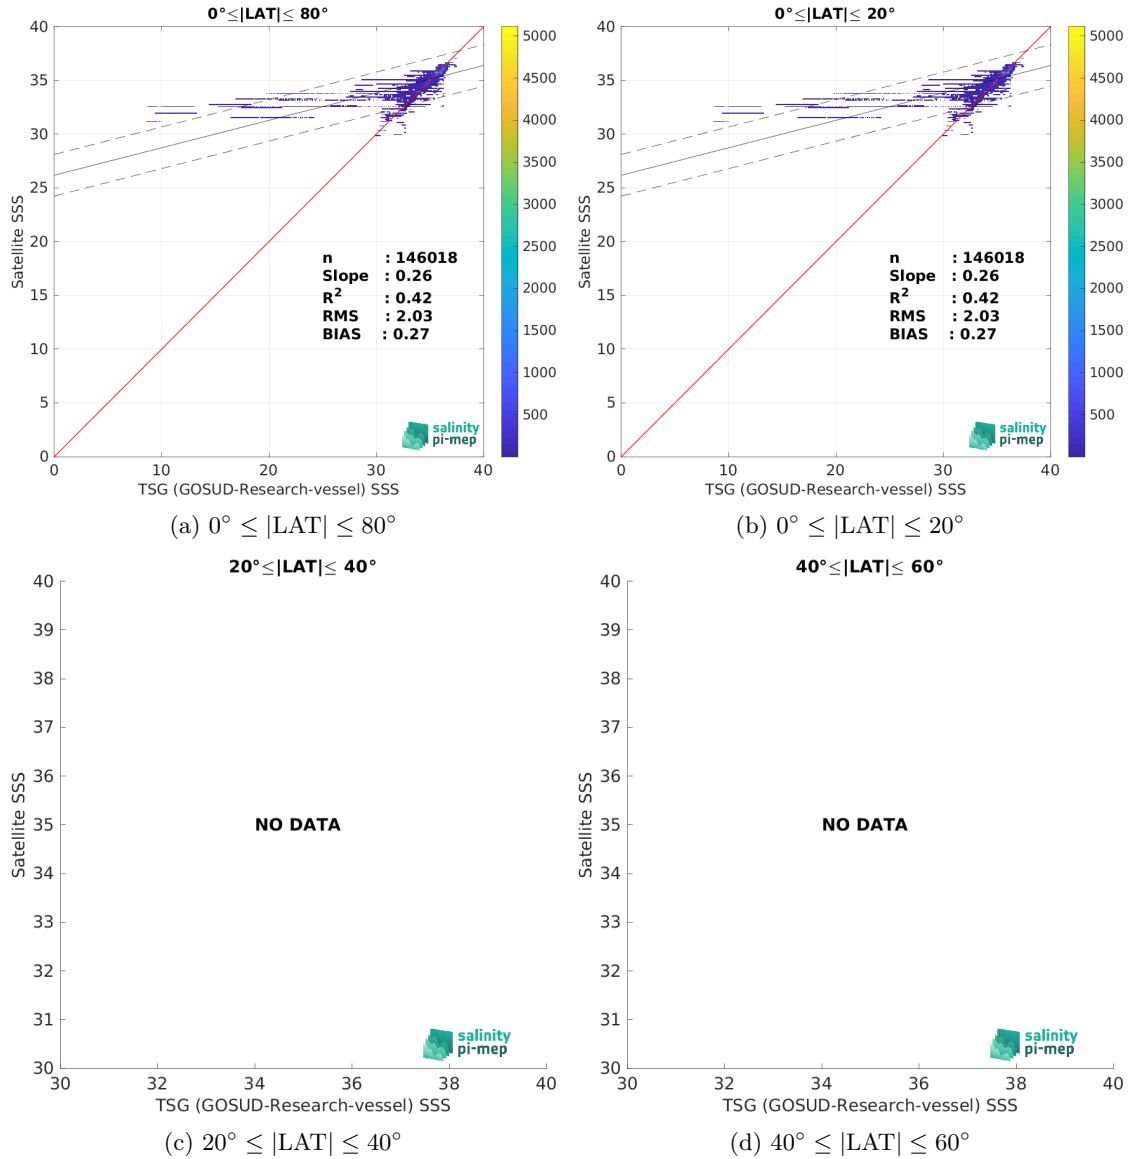 0°≤|LAT|≤ 80°
Satellite SSS
40
35
30
25
20
15
10
5
0
n : 146018
Slope : 0.26
R² : 0.42
RMS : 2.03
BIAS : 0.27
salinity
pi-mep
0 10 20 30 40
TSG (GOSUD-Research-vessel) SSS
5000
4500
4000
3500
3000
2500
2000
1500
1000
500
(a) 0° ≤ |LAT| ≤ 80°
0°≤|LAT|≤ 20°
Satellite SSS
40
35
30
25
20
15
10
5
0
n : 146018
Slope : 0.26
R² : 0.42
RMS : 2.03
BIAS : 0.27
salinity
pi-mep
0 10 20 30 40
TSG (GOSUD-Research-vessel) SSS
5000
4500
4000
3500
3000
2500
2000
1500
1000
500
(b) 0° ≤ |LAT| ≤ 20°
20°≤|LAT|≤ 40°
Satellite SSS
40
39
38
37
36
35
34
33
32
31
30
NO DATA
salinity
pi-mep
30 32 34 36 38 40
TSG (GOSUD-Research-vessel) SSS
(c) 20° ≤ |LAT| ≤ 40°
40°≤|LAT|≤ 60°
Satellite SSS
40
39
38
37
36
35
34
33
32
31
30
NO DATA
salinity
pi-mep
30 32 34 36 38 40
TSG (GOSUD-Research-vessel) SSS
(d) 40° ≤ |LAT| ≤ 60°